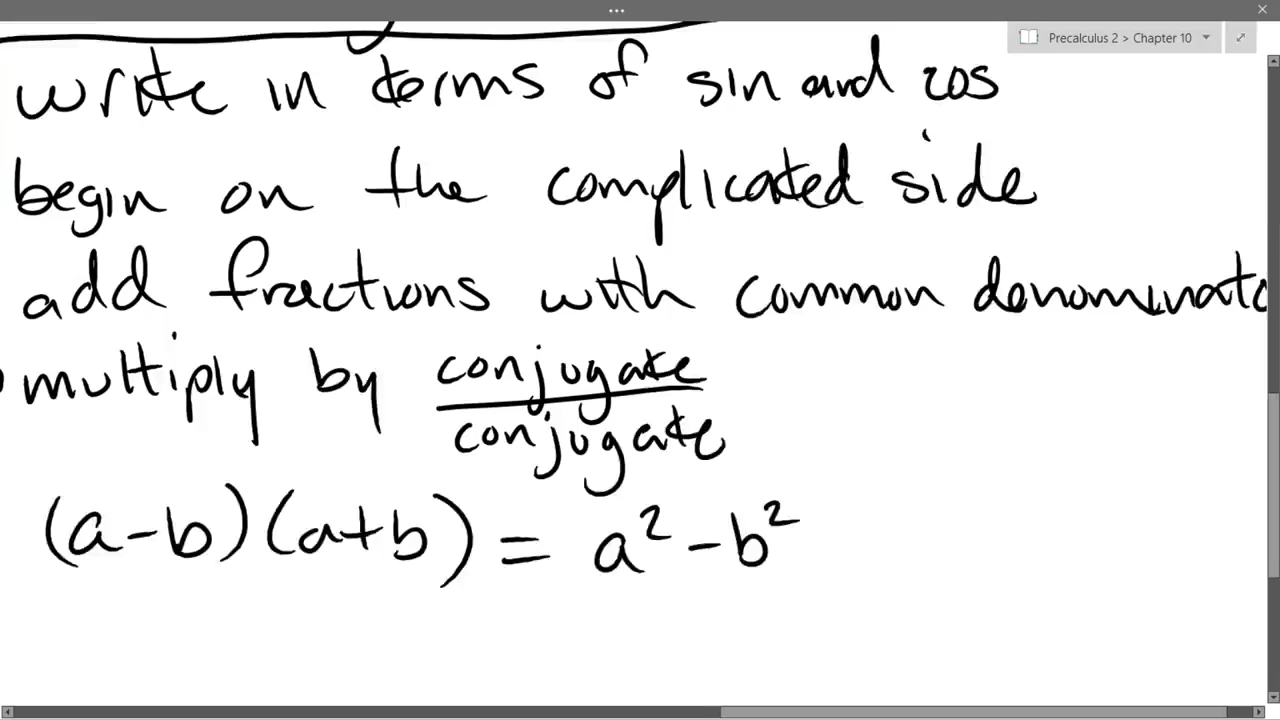 Precalculus 2 > Chapter 10
write in terms of sin and cos
begin on the complicated side
add fractions with common denominato
multiply by conjugate
conjugate
(a-b)(a+b) = a² - b²